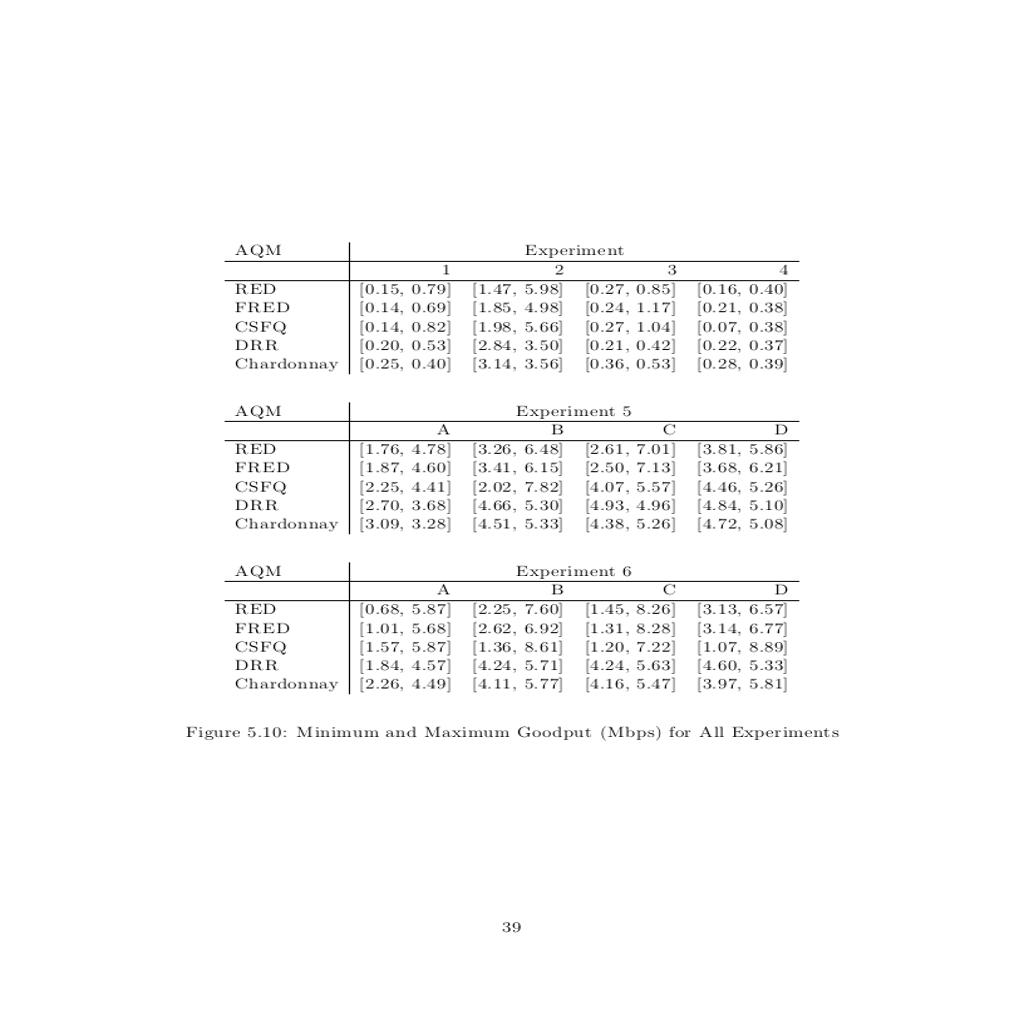 AQM Experiment
1 2 3 4
RED [0.15, 0.79] [1.47, 5.98] [0.27, 0.85] [0.16, 0.40]
FRED [0.14, 0.69] [1.85, 4.98] [0.24, 1.17] [0.21, 0.38]
CSFQ [0.14, 0.82] [1.98, 5.66] [0.27, 1.04] [0.07, 0.38]
DRR [0.20, 0.53] [2.84, 3.50] [0.21, 0.42] [0.22, 0.37]
Chardonnay [0.25, 0.40] [3.14, 3.56] [0.36, 0.53] [0.28, 0.39]
AQM Experiment 5
A B C D
RED [1.76, 4.78] [3.26, 6.48] [2.61, 7.01] [3.81, 5.86]
FRED [1.87, 4.60] [3.41, 6.15] [2.50, 7.13] [3.68, 6.21]
CSFQ [2.25, 4.41] [2.02, 7.82] [4.07, 5.57] [4.46, 5.26]
DRR [2.70, 3.68] [4.66, 5.30] [4.93, 4.96] [4.84, 5.10]
Chardonnay [3.09, 3.28] [4.51, 5.33] [4.38, 5.26] [4.72, 5.08]
AQM Experiment 6
A B C D
RED [0.68, 5.87] [2.25, 7.60] [1.45, 8.26] [3.13, 6.57]
FRED [1.01, 5.68] [2.62, 6.92] [1.31, 8.28] [3.14, 6.77]
CSFQ [1.57, 5.87] [1.36, 8.61] [1.20, 7.22] [1.07, 8.89]
DRR [1.84, 4.57] [4.24, 5.71] [4.24, 5.63] [4.60, 5.33]
Chardonnay [2.26, 4.49] [4.11, 5.77] [4.16, 5.47] [3.97, 5.81]
Figure 5.10: Minimum and Maximum Goodput (Mbps) for All Experiments
39